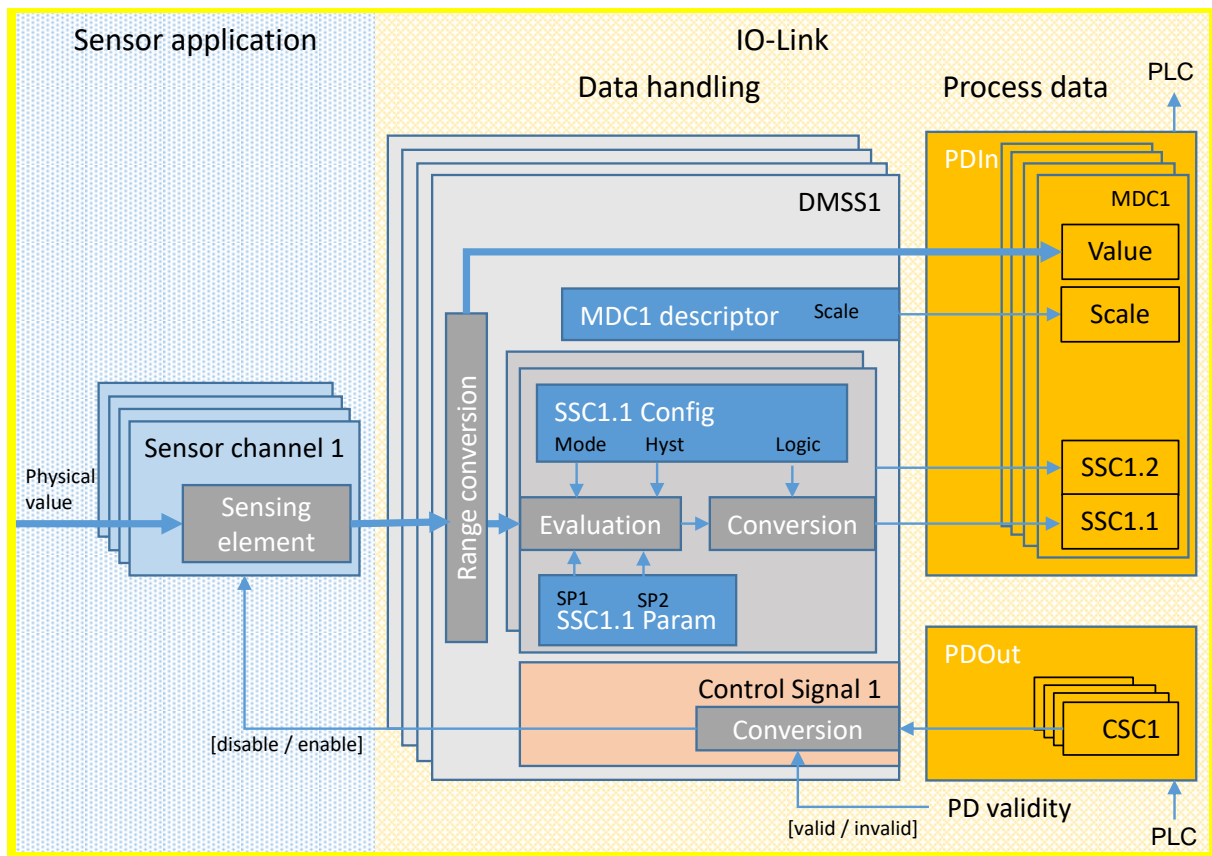 Sensor application
IO-Link
Data handling
Process data
PLC
PDIn
DMSS1
MDC1
Value
MDC1 descriptor
Scale
Scale
Range conversion
SSC1.1 Config
Mode
Hyst
Logic
Sensor channel 1
Physical
value
Sensing
element
Evaluation
Conversion
SSC1.2
SSC1.1
SP1
SP2
SSC1.1 Param
PDOut
Control Signal 1
Conversion
CSC1
[disable / enable]
PD validity
[valid / invalid]
PLC